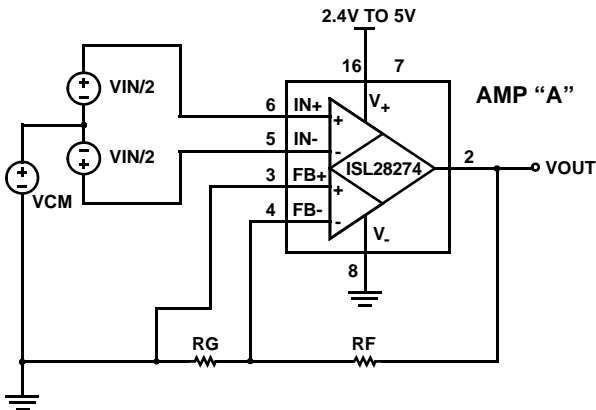 2.4V TO 5V
16 7
AMP “A”
VIN/2
6 IN+
V+
+
5 IN-
-
VIN/2
3 FB+
ISL28274
2
VOUT
+
VCM
4 FB-
-
V-
8
RG
RF